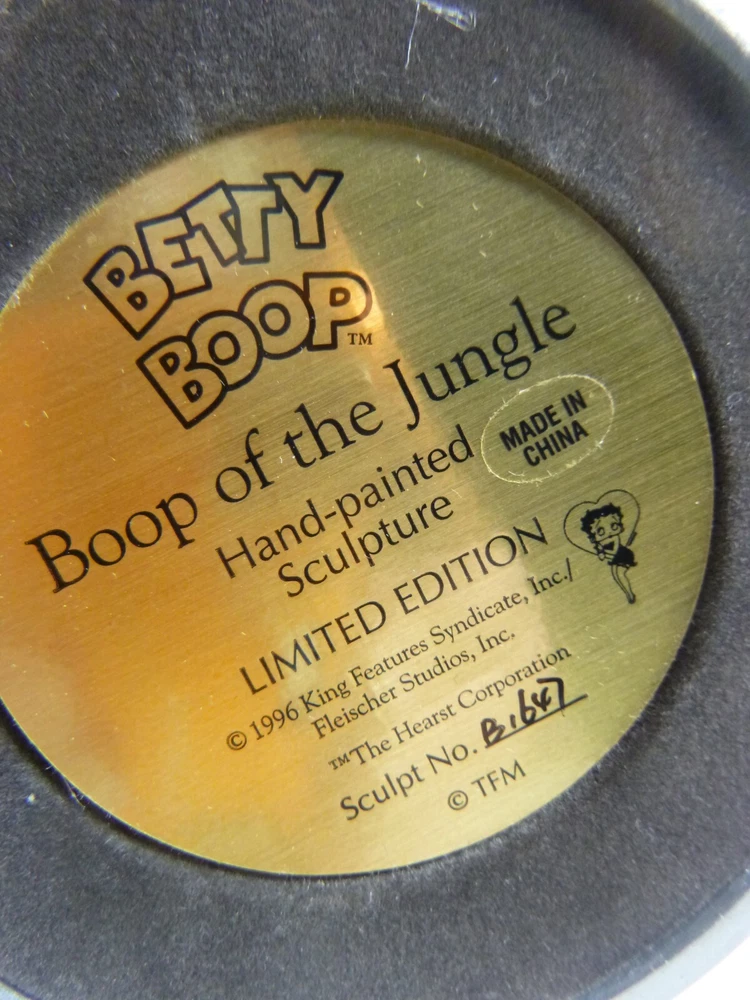 BETTY
BOOP™
Boop of the Jungle
Hand-painted
Sculpture
MADE IN
CHINA
LIMITED EDITION
© 1996 King Features Syndicate, Inc./
Fleischer Studios, Inc.
™The Hearst Corporation
Sculpt No. B1647
© TFM